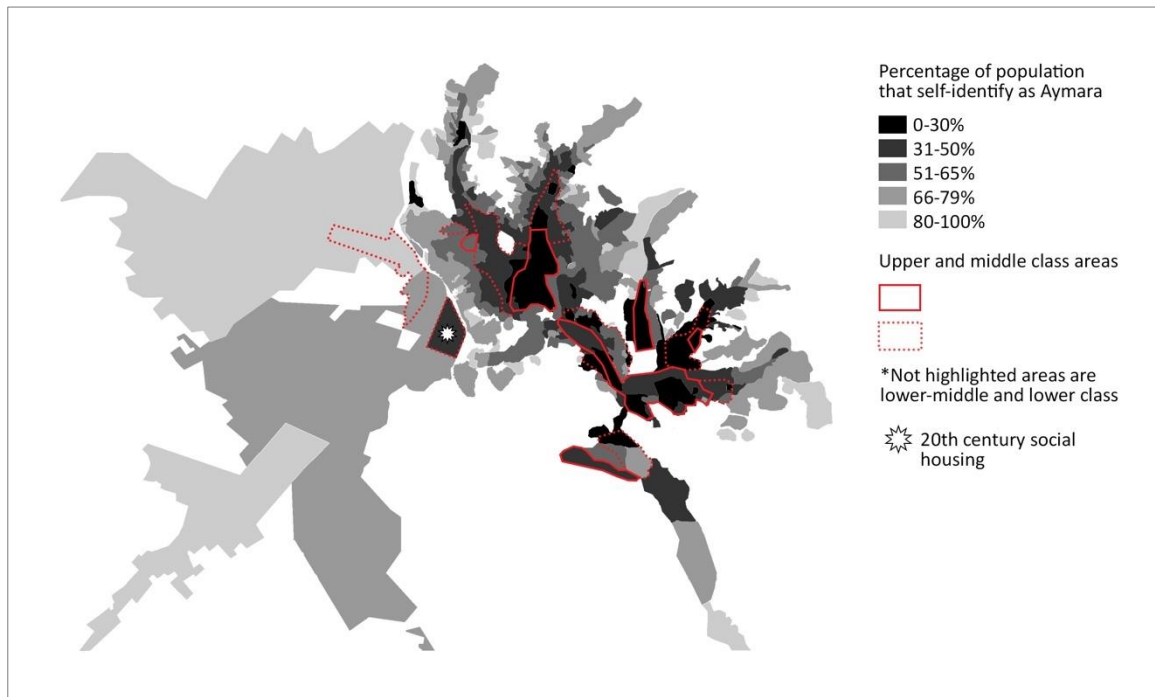 Percentage of population
that self-identify as Aymara
0-30%
31-50%
51-65%
66-79%
80-100%
Upper and middle class areas
*Not highlighted areas are
lower-middle and lower class
20th century social
housing